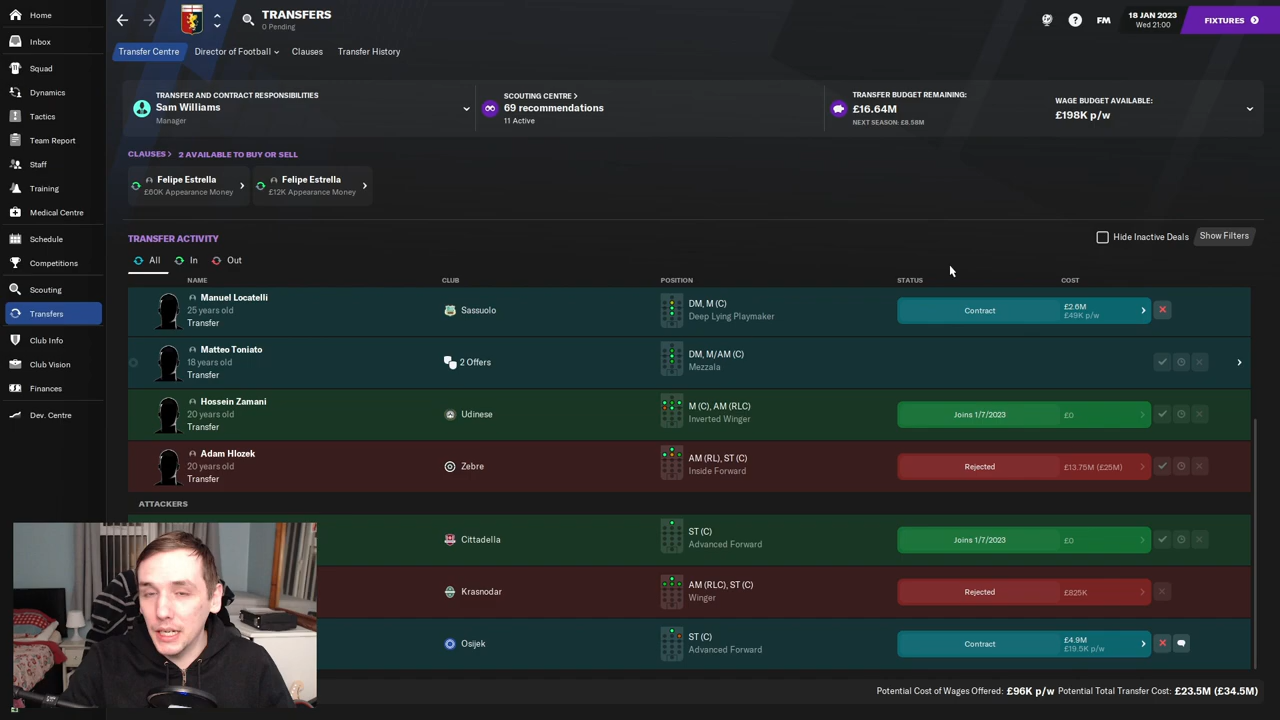 Home
TRANSFERS
0 Pending
FM
18 JAN 2023
Wed 21:00
FIXTURES
Inbox
Squad
Dynamics
Tactics
Team Report
Staff
Training
Medical Centre
Schedule
Competitions
Scouting
Transfers
Club Info
Club Vision
Finances
Dev. Centre
Transfer Centre
Director of Football
Clauses
Transfer History
TRANSFER AND CONTRACT RESPONSIBILITIES
Sam Williams
Manager
SCOUTING CENTRE >
69 recommendations
11 Active
TRANSFER BUDGET REMAINING:
£16.64M
NEXT SEASON: £8.58M
WAGE BUDGET AVAILABLE:
£198K p/w
CLAUSES > 2 AVAILABLE TO BUY OR SELL
Felipe Estrella
£60K Appearance Money
Felipe Estrella
£12K Appearance Money
TRANSFER ACTIVITY
Hide Inactive Deals
Show Filters
All
In
Out
NAME
CLUB
POSITION
STATUS
COST
Manuel Locatelli
25 years old
Transfer
Sassuolo
DM, M (C)
Deep Lying Playmaker
Contract
£2.6M
£49K p/w
Matteo Toniato
18 years old
Transfer
2 Offers
DM, M/AM (C)
Mezzala
Hossein Zamani
20 years old
Transfer
Udinese
M (C), AM (RLC)
Inverted Winger
Joins 1/7/2023
£0
Adam Hlozek
20 years old
Transfer
Zebre
AM (RL), ST (C)
Inside Forward
Rejected
£13.75M (£25M)
ATTACKERS
Cittadella
ST (C)
Advanced Forward
Joins 1/7/2023
£0
Krasnodar
AM (RLC), ST (C)
Winger
Rejected
£825K
Osijek
ST (C)
Advanced Forward
Contract
£4.9M
£19.5K p/w
Potential Cost of Wages Offered: £96K p/w Potential Total Transfer Cost: £23.5M (£34.5M)